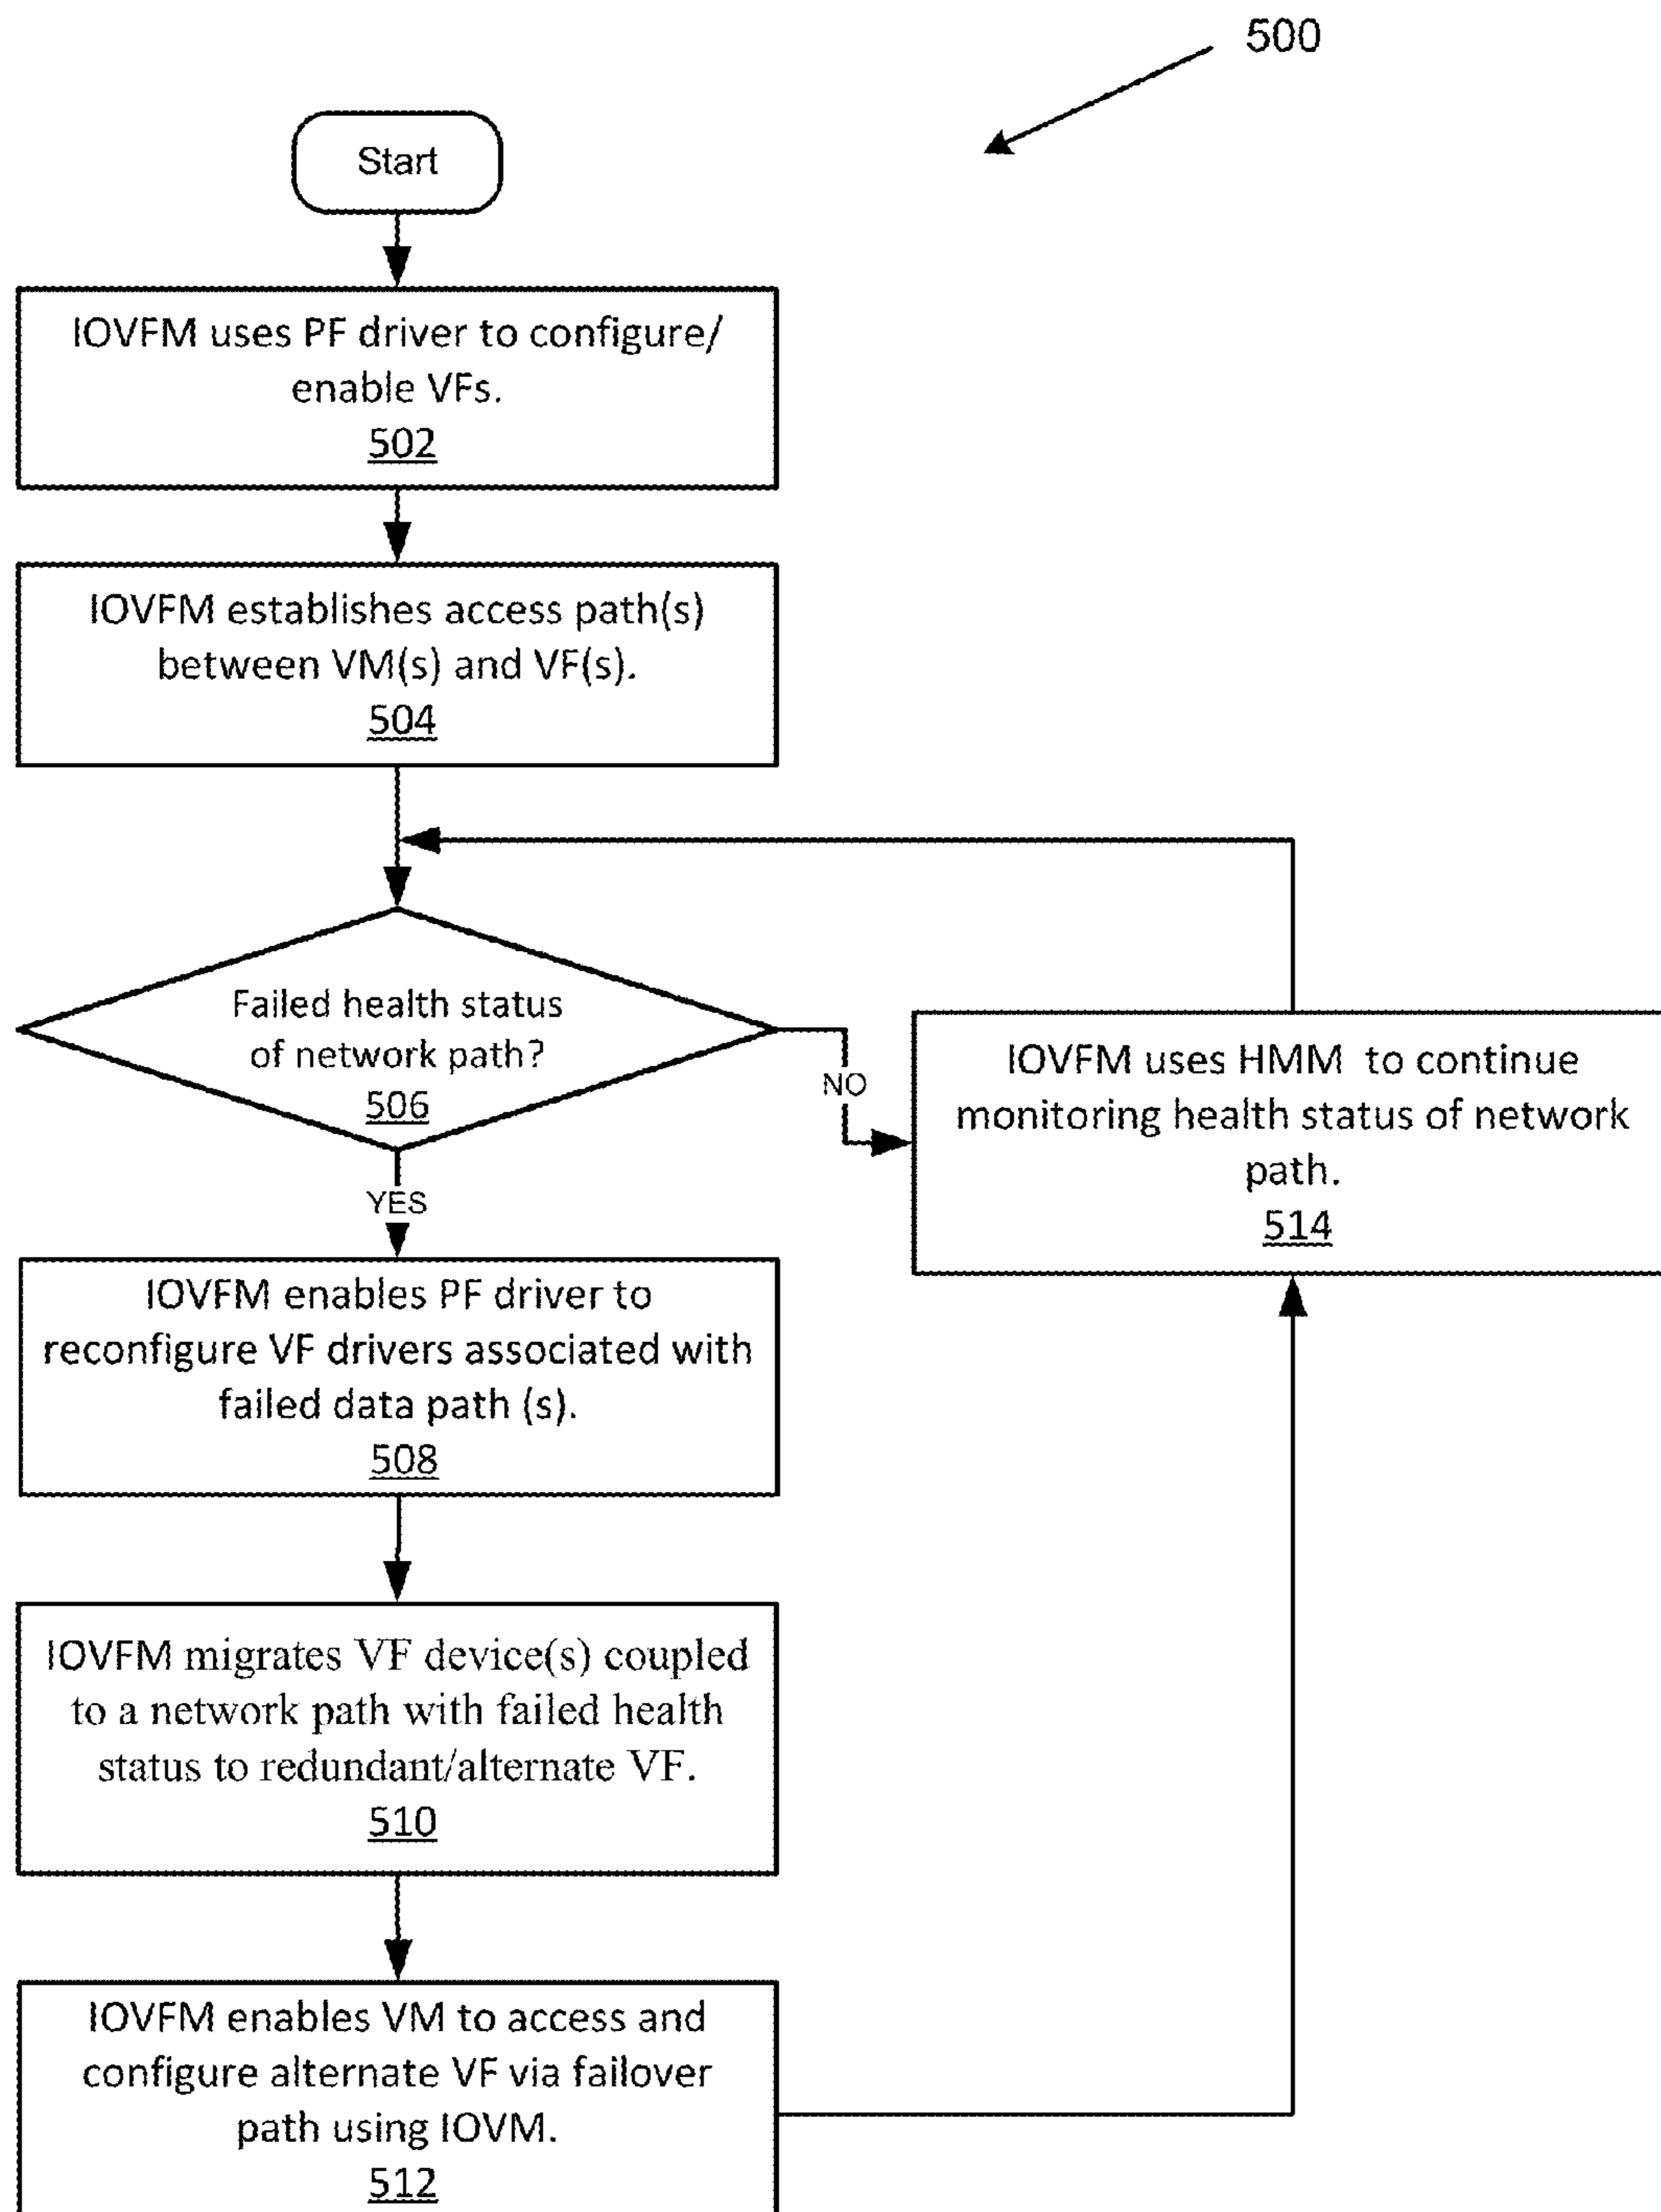 500
Start
IOVFM uses PF driver to configure/
enable VFs.
502
IOVFM establishes access path(s)
between VM(s) and VF(s).
504
Failed health status
of network path?
506
NO
YES
IOVFM uses HMM to continue
monitoring health status of network
path.
514
IOVFM enables PF driver to
reconfigure VF drivers associated with
failed data path (s).
508
IOVFM migrates VF device(s) coupled
to a network path with failed health
status to redundant/alternate VF.
510
IOVFM enables VM to access and
configure alternate VF via failover
path using IOVM.
512